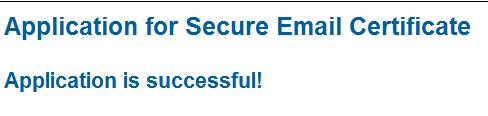 Application for Secure Email Certificate
Application is successful!